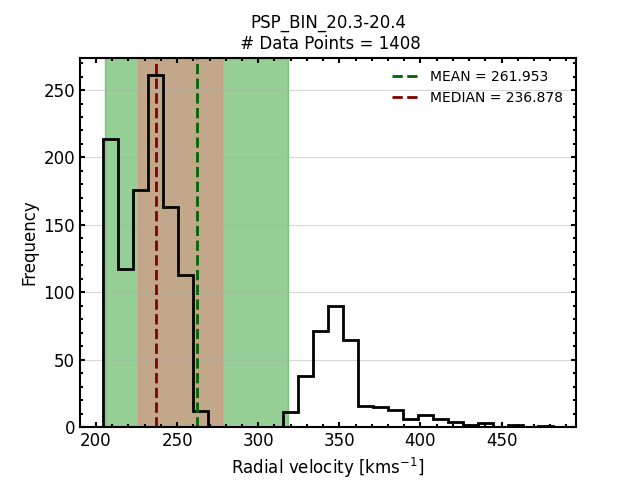 PSP_BIN_20.3-20.4
# Data Points = 1408
MEAN = 261.953
MEDIAN = 236.878
250
200
150
100
50
0
Frequency
200 250 300 350 400 450
Radial velocity [kms⁻¹]